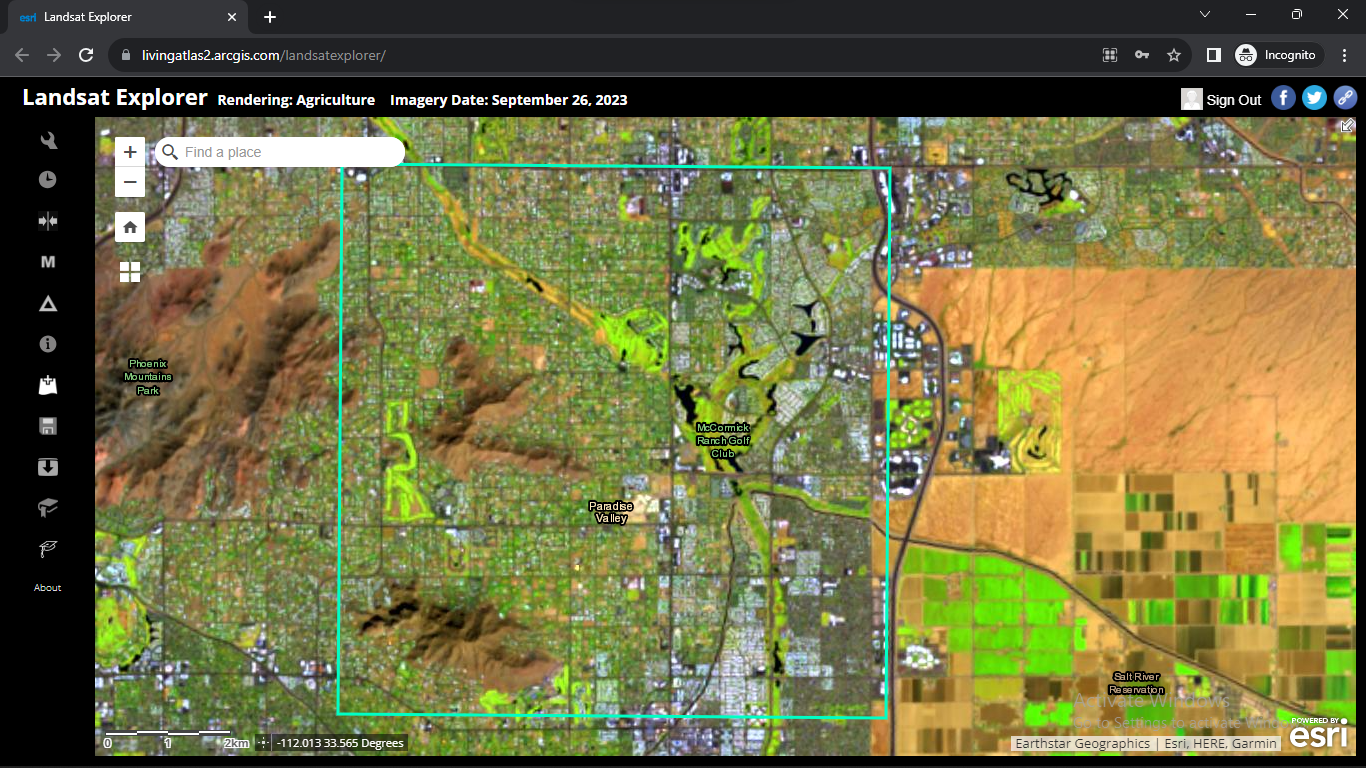 esri Landsat Explorer
livingatlas2.arcgis.com/landsatexplorer/
Incognito
Landsat Explorer Rendering: Agriculture Imagery Date: September 26, 2023
Sign Out
+
Find a place
−
M
Phoenix
Mountains
Park
McCormick
Ranch Golf
Club
Paradise
Valley
About
Salt River
Reservation
Activate Windows
Go to Settings to activate Windows.
0 1 2km
-112.013 33.565 Degrees
Earthstar Geographics | Esri, HERE, Garmin
POWERED BY
esri